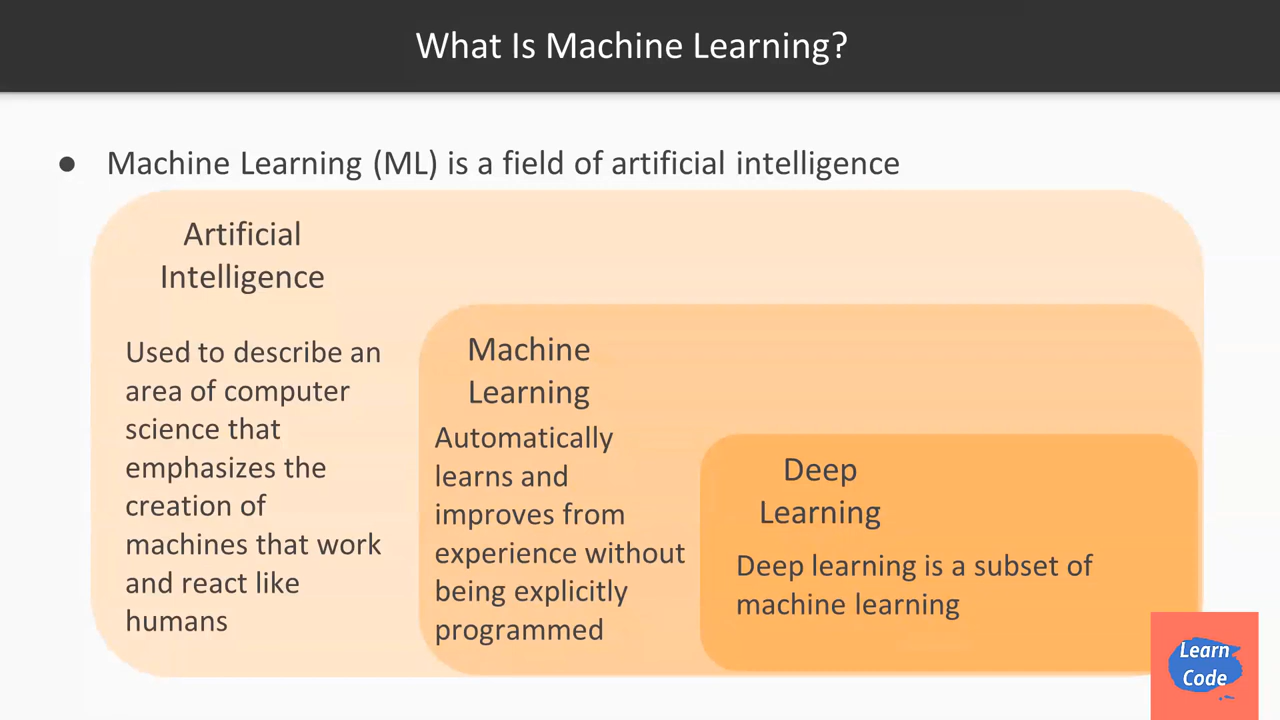 What Is Machine Learning?
● Machine Learning (ML) is a field of artificial intelligence
Artificial
Intelligence
Used to describe an
area of computer
science that
emphasizes the
creation of
machines that work
and react like
humans
Machine
Learning
Automatically
learns and
improves from
experience without
being explicitly
programmed
Deep
Learning
Deep learning is a subset of
machine learning
Learn
Code